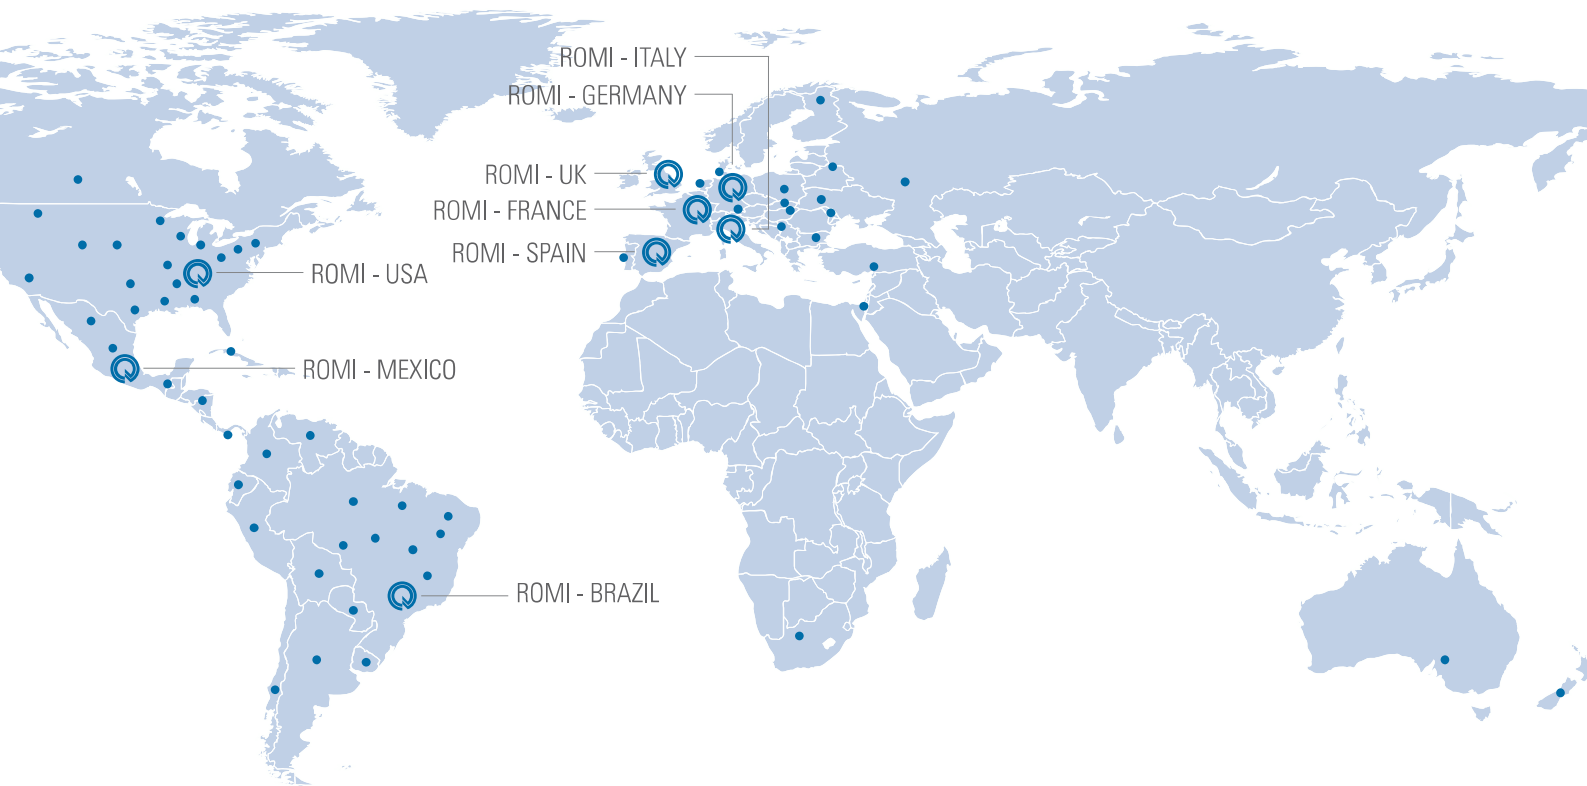 ROMI - ITALY
ROMI - GERMANY
ROMI - UK
ROMI - FRANCE
ROMI - SPAIN
ROMI - USA
ROMI - MEXICO
ROMI - BRAZIL